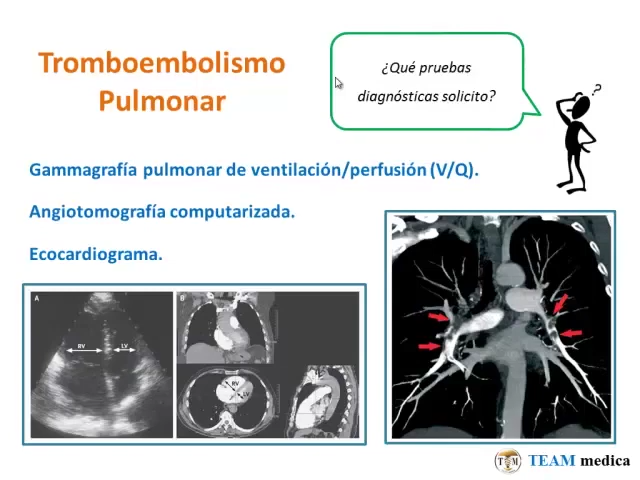 Tromboembolismo
Pulmonar
¿Qué pruebas
diagnósticas solicito?
?
Gammagrafía pulmonar de ventilación/perfusión (V/Q).
Angiotomografía computarizada.
Ecocardiograma.
A
RV
LV
B
RV
LV
T M
TEAM medica